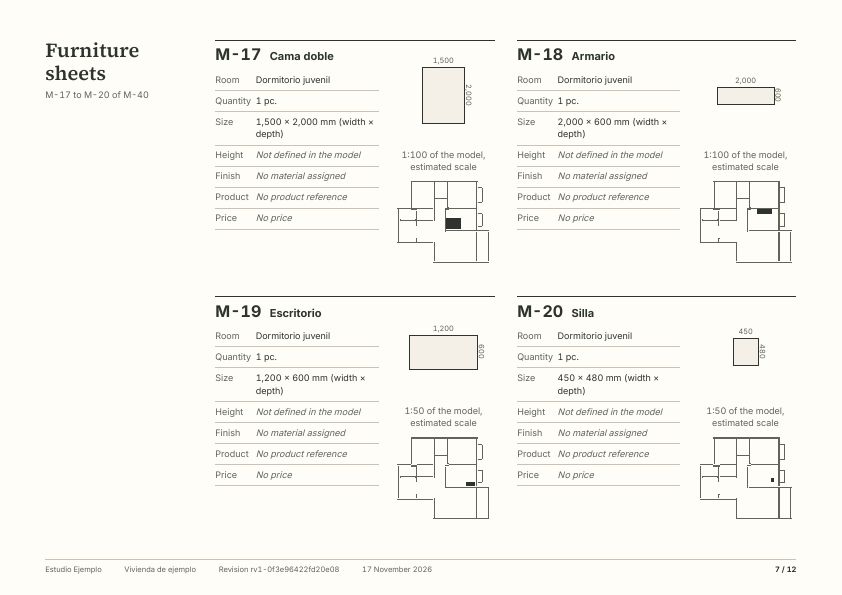 Furniture
sheets
M-17 to M-20 of M-40
M-17 Cama doble
Room Dormitorio juvenil
Quantity 1 pc.
Size 1,500 × 2,000 mm (width ×
depth)
Height Not defined in the model
Finish No material assigned
Product No product reference
Price No price
1,500
2,000
1:100 of the model,
estimated scale
M-18 Armario
Room Dormitorio juvenil
Quantity 1 pc.
Size 2,000 × 600 mm (width ×
depth)
Height Not defined in the model
Finish No material assigned
Product No product reference
Price No price
2,000
600
1:100 of the model,
estimated scale
M-19 Escritorio
Room Dormitorio juvenil
Quantity 1 pc.
Size 1,200 × 600 mm (width ×
depth)
Height Not defined in the model
Finish No material assigned
Product No product reference
Price No price
1,200
600
1:50 of the model,
estimated scale
M-20 Silla
Room Dormitorio juvenil
Quantity 1 pc.
Size 450 × 480 mm (width ×
depth)
Height Not defined in the model
Finish No material assigned
Product No product reference
Price No price
450
480
1:50 of the model,
estimated scale
Estudio Ejemplo Vivienda de ejemplo Revision rv1-0f3e96422fd20e08 17 November 2026 7 / 12